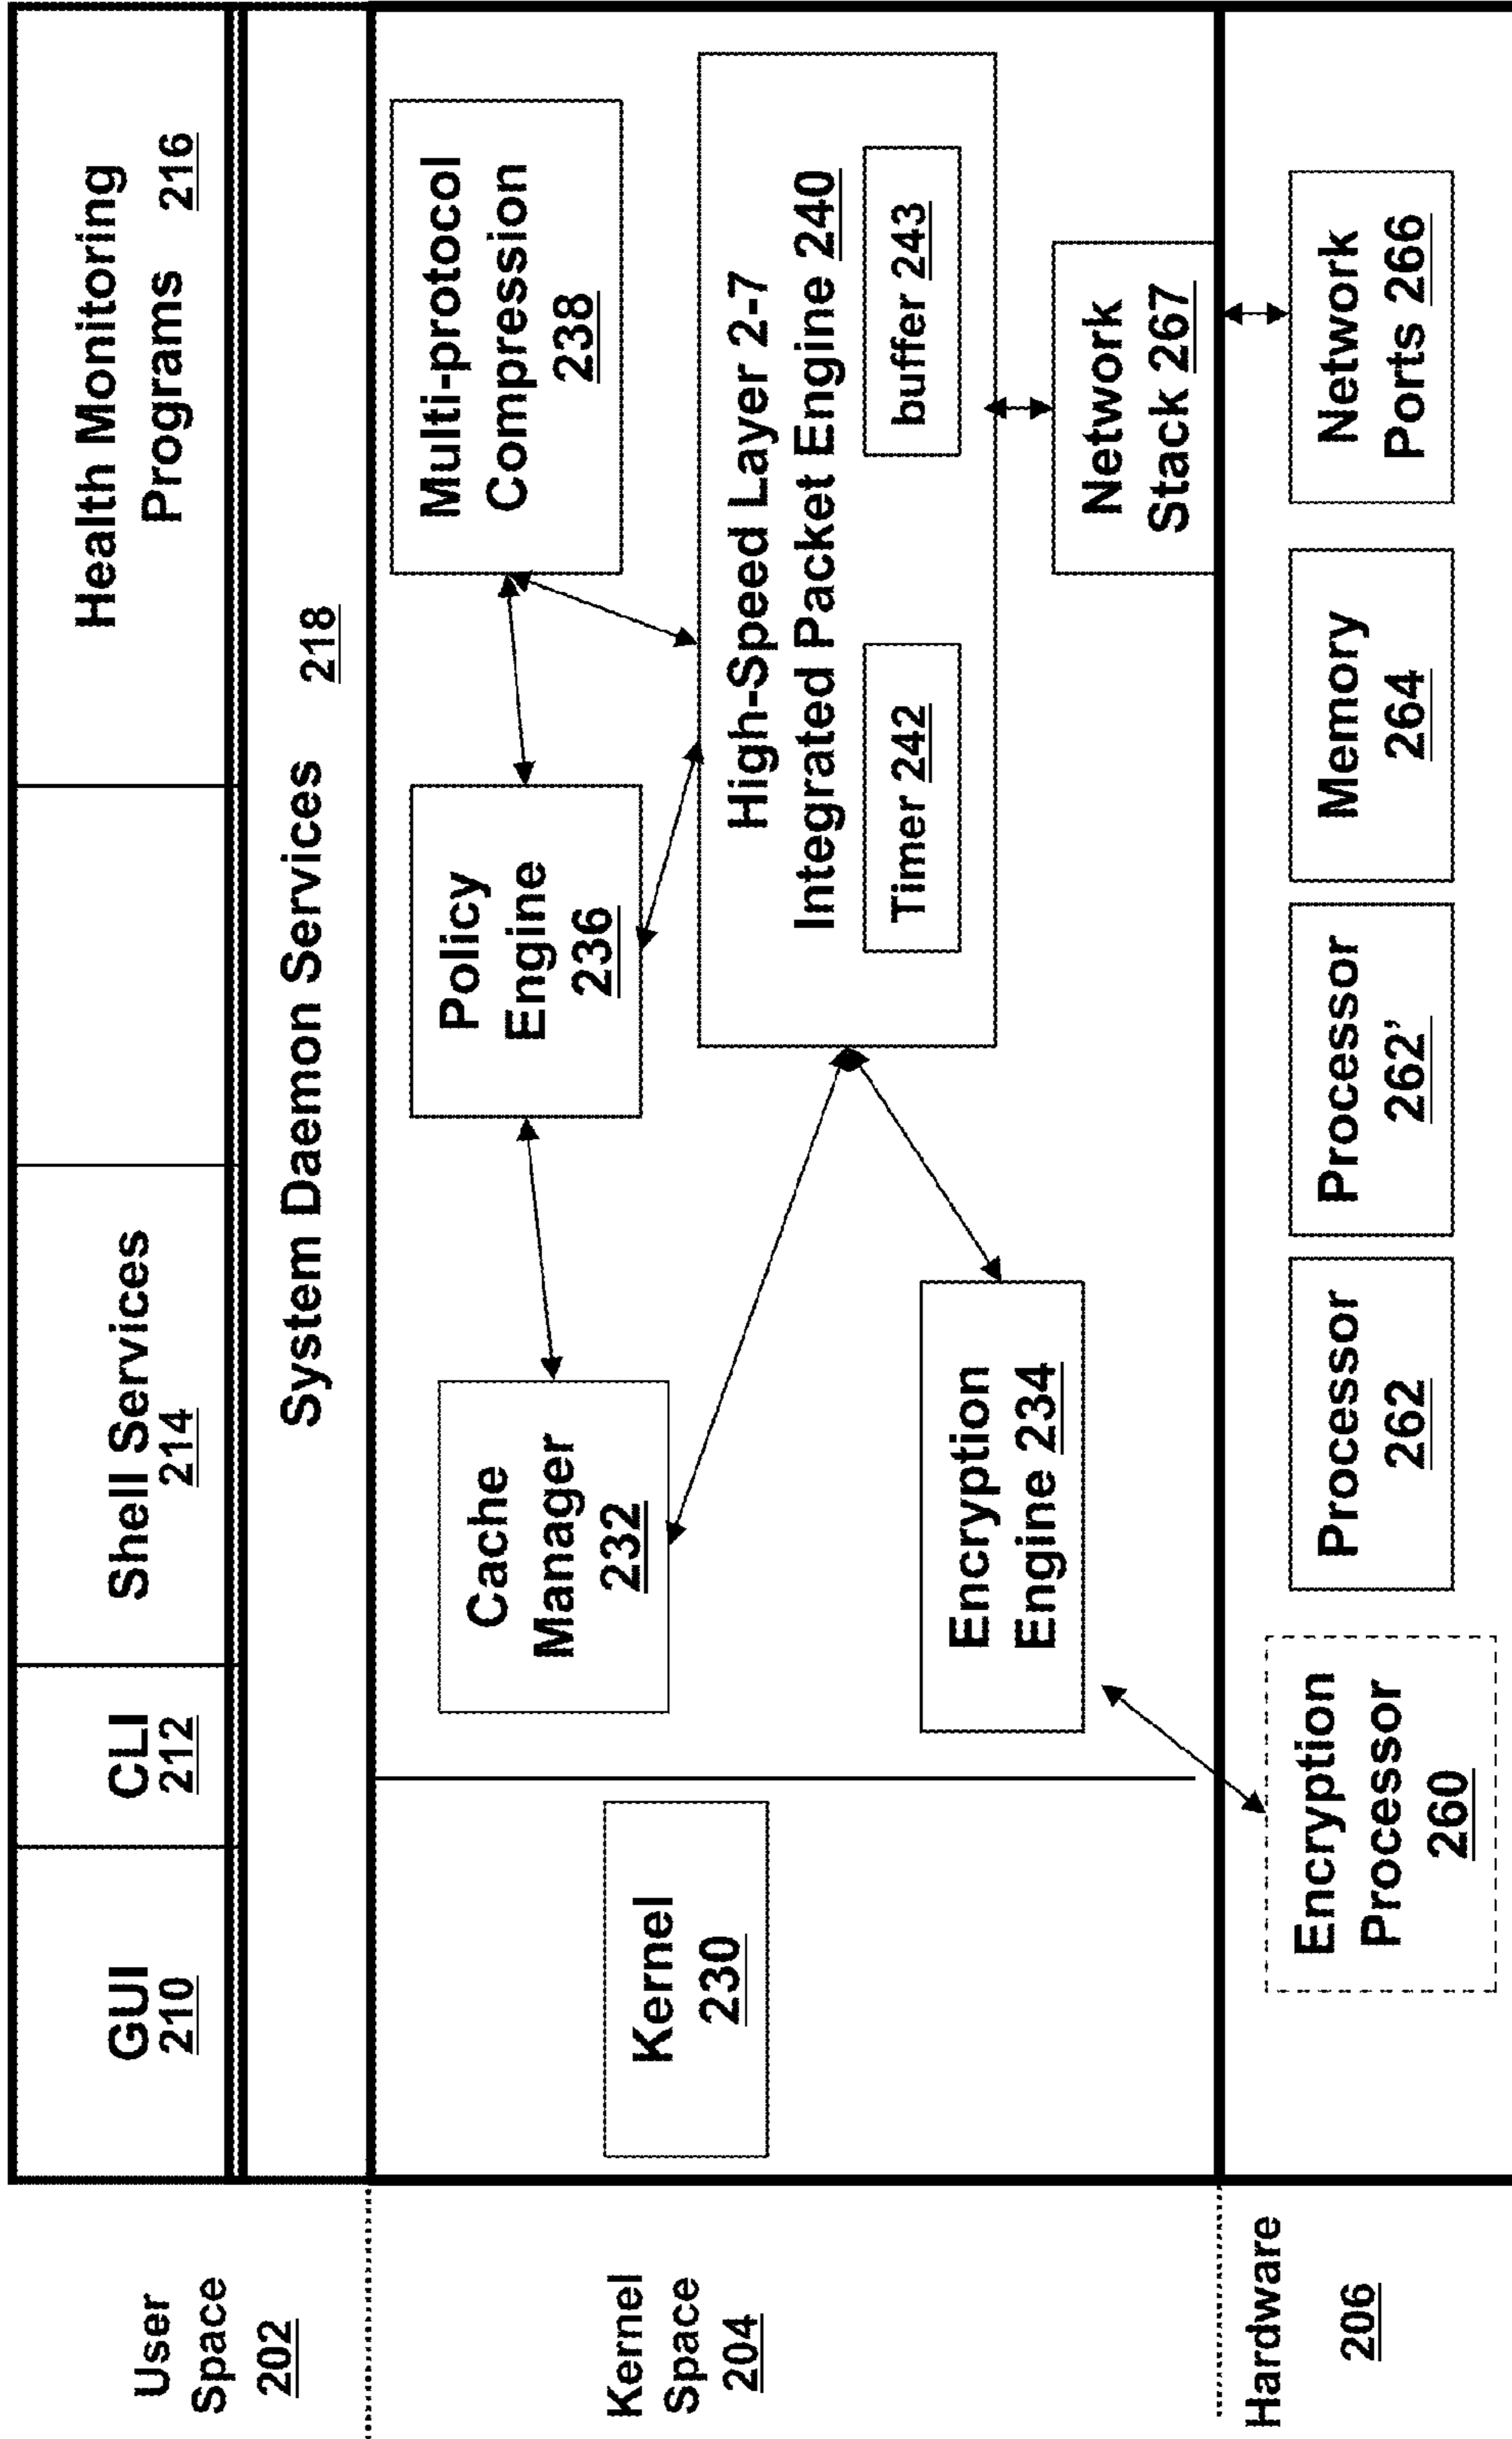 User
Space
202
GUI
210
CLI
212
Shell Services
214
Health Monitoring
Programs 216
System Daemon Services 218
Kernel
Space
204
Kernel
230
Cache
Manager
232
Policy
Engine
236
Multi-protocol
Compression
238
High-Speed Layer 2-7
Integrated Packet Engine 240
Timer 242
buffer 243
Encryption
Engine 234
Network
Stack 267
Hardware
206
Encryption
Processor
260
Processor
262
Processor
262’
Memory
264
Network
Ports 266